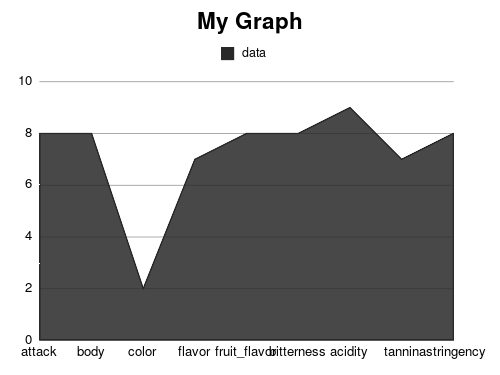 My Graph
data
10
8
6
4
2
0
attack body color flavor fruit_flavor bitterness acidity tannin astringency